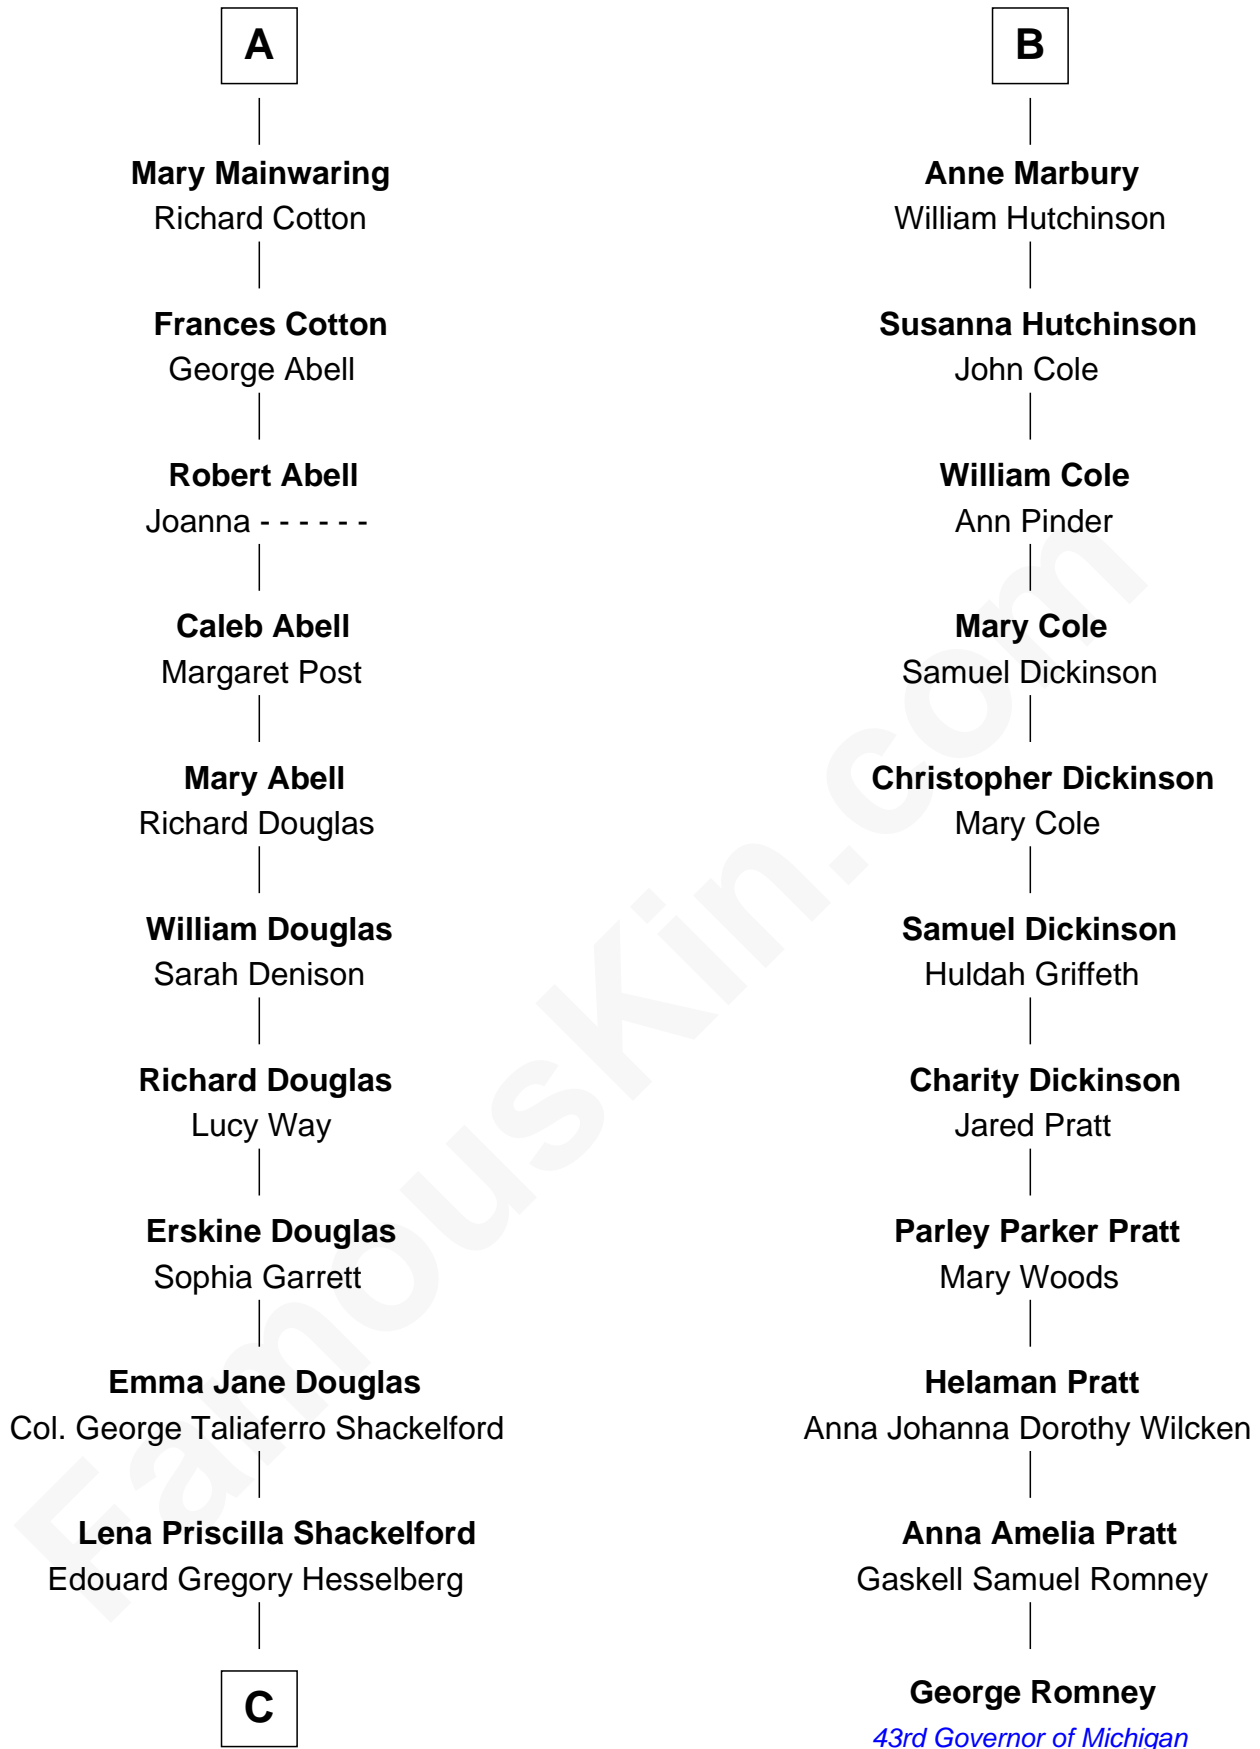 A
Mary Mainwaring
Richard Cotton
Frances Cotton
George Abell
Robert Abell
Joanna - - - - - -
Caleb Abell
Margaret Post
Mary Abell
Richard Douglas
William Douglas
Sarah Denison
Richard Douglas
Lucy Way
Erskine Douglas
Sophia Garrett
Emma Jane Douglas
Col. George Taliaferro Shackelford
Lena Priscilla Shackelford
Edouard Gregory Hesselberg
C
B
Anne Marbury
William Hutchinson
Susanna Hutchinson
John Cole
William Cole
Ann Pinder
Mary Cole
Samuel Dickinson
Christopher Dickinson
Mary Cole
Samuel Dickinson
Huldah Griffeth
Charity Dickinson
Jared Pratt
Parley Parker Pratt
Mary Woods
Helaman Pratt
Anna Johanna Dorothy Wilcken
Anna Amelia Pratt
Gaskell Samuel Romney
George Romney
43rd Governor of Michigan
FamousKin.com